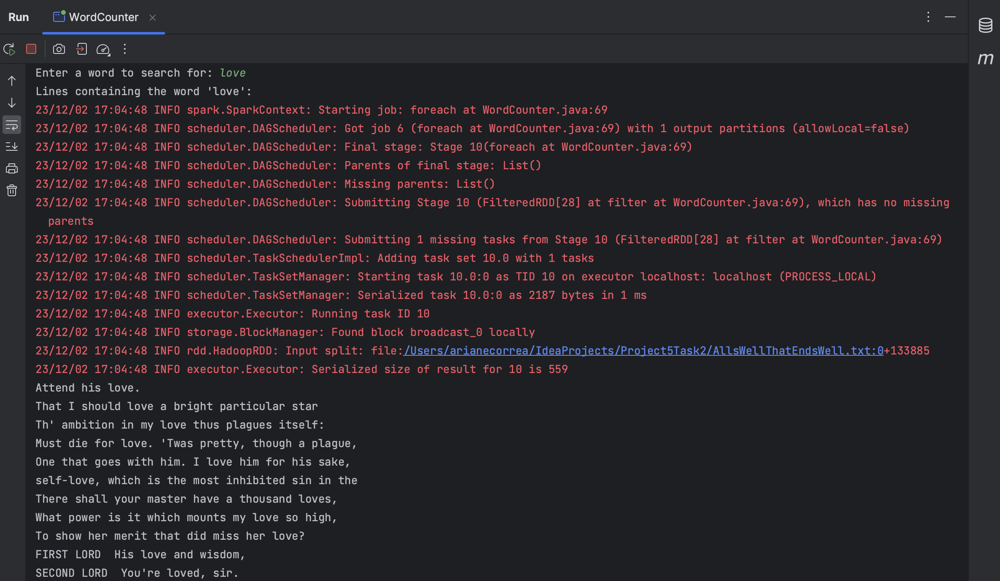 Run WordCounter
m
Enter a word to search for: love
Lines containing the word 'love':
23/12/02 17:04:48 INFO spark.SparkContext: Starting job: foreach at WordCounter.java:69
23/12/02 17:04:48 INFO scheduler.DAGScheduler: Got job 6 (foreach at WordCounter.java:69) with 1 output partitions (allowLocal=false)
23/12/02 17:04:48 INFO scheduler.DAGScheduler: Final stage: Stage 10(foreach at WordCounter.java:69)
23/12/02 17:04:48 INFO scheduler.DAGScheduler: Parents of final stage: List()
23/12/02 17:04:48 INFO scheduler.DAGScheduler: Missing parents: List()
23/12/02 17:04:48 INFO scheduler.DAGScheduler: Submitting Stage 10 (FilteredRDD[28] at filter at WordCounter.java:69), which has no missing
parents
23/12/02 17:04:48 INFO scheduler.DAGScheduler: Submitting 1 missing tasks from Stage 10 (FilteredRDD[28] at filter at WordCounter.java:69)
23/12/02 17:04:48 INFO scheduler.TaskSchedulerImpl: Adding task set 10.0 with 1 tasks
23/12/02 17:04:48 INFO scheduler.TaskSetManager: Starting task 10.0:0 as TID 10 on executor localhost: localhost (PROCESS_LOCAL)
23/12/02 17:04:48 INFO scheduler.TaskSetManager: Serialized task 10.0:0 as 2187 bytes in 1 ms
23/12/02 17:04:48 INFO executor.Executor: Running task ID 10
23/12/02 17:04:48 INFO storage.BlockManager: Found block broadcast_0 locally
23/12/02 17:04:48 INFO rdd.HadoopRDD: Input split: file:/Users/arianecorrea/IdeaProjects/Project5Task2/AllsWellThatEndsWell.txt:0+133885
23/12/02 17:04:48 INFO executor.Executor: Serialized size of result for 10 is 559
Attend his love.
That I should love a bright particular star
Th' ambition in my love thus plagues itself:
Must die for love. 'Twas pretty, though a plague,
One that goes with him. I love him for his sake,
self-love, which is the most inhibited sin in the
There shall your master have a thousand loves,
What power is it which mounts my love so high,
To show her merit that did miss her love?
FIRST LORD  His love and wisdom,
SECOND LORD  You're loved, sir.